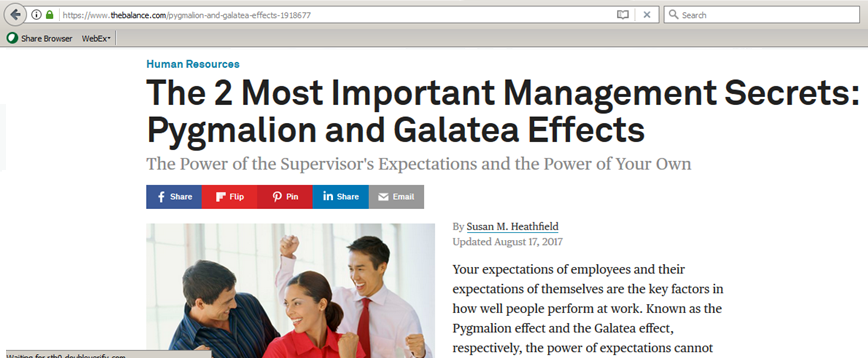 https://www.thebalance.com/pygmalion-and-galatea-effects-1918677
Search
Share Browser WebEx
Human Resources
The 2 Most Important Management Secrets:
Pygmalion and Galatea Effects
The Power of the Supervisor's Expectations and the Power of Your Own
Share Flip Pin Share Email
By Susan M. Heathfield
Updated August 17, 2017
Your expectations of employees and their
expectations of themselves are the key factors in
how well people perform at work. Known as the
Pygmalion effect and the Galatea effect,
respectively, the power of expectations cannot
Waiting for